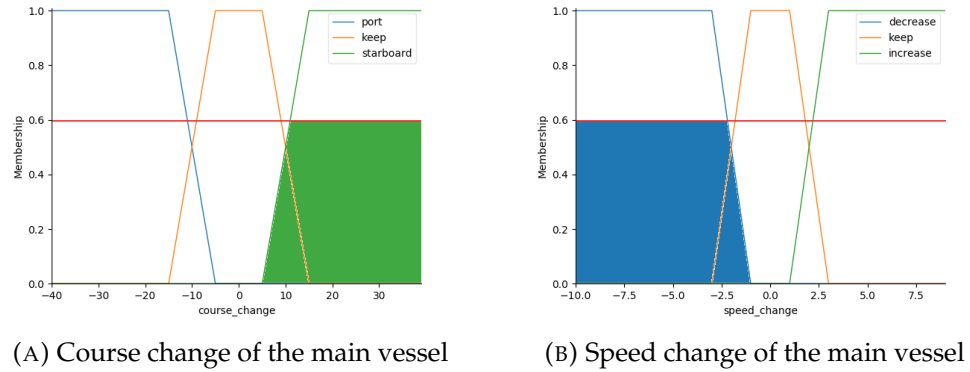 1.0
0.8
0.6
0.4
0.2
0.0
Membership
port
keep
starboard
−40 −30 −20 −10 0 10 20 30
course_change
(A) Course change of the main vessel
1.0
0.8
0.6
0.4
0.2
0.0
Membership
decrease
keep
increase
−10.0 −7.5 −5.0 −2.5 0.0 2.5 5.0 7.5
speed_change
(B) Speed change of the main vessel